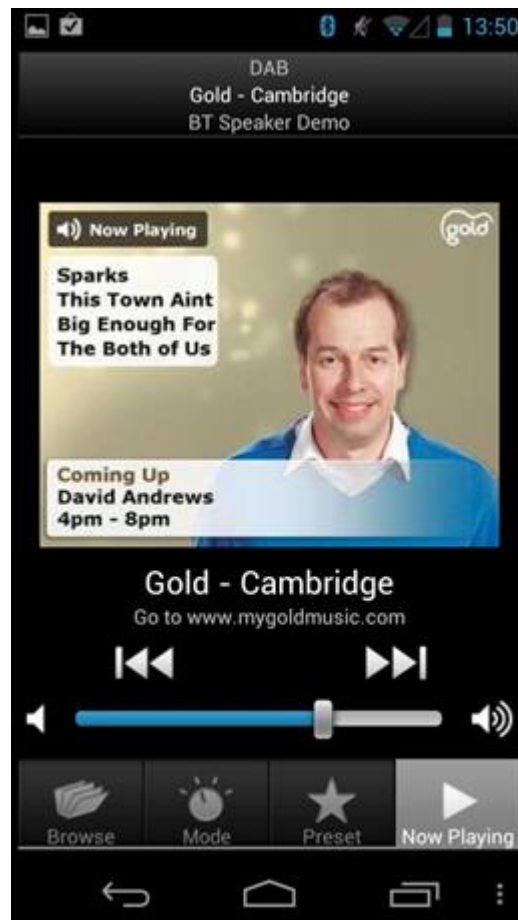 13:50
DAB
Gold - Cambridge
BT Speaker Demo
Now Playing
gold
Sparks
This Town Aint
Big Enough For
The Both of Us
Coming Up
David Andrews
4pm - 8pm
Gold - Cambridge
Go to www.mygoldmusic.com
Browse
Mode
Preset
Now Playing